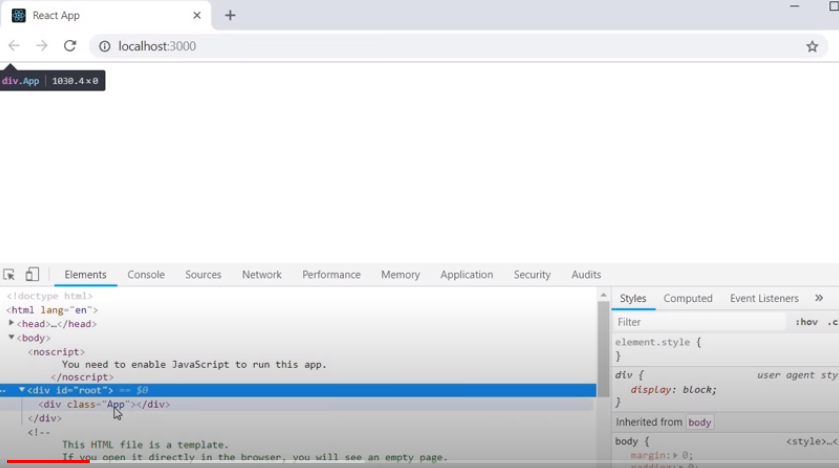 React App
localhost:3000
div.App 1030.4×0
Elements Console Sources Network Performance Memory Application Security Audits
<!doctype html>
<html lang="en">
<head>…</head>
<body>
<noscript>
You need to enable JavaScript to run this app.
</noscript>
<div id="root"> == $0
<div class="App"></div>
</div>
<!--
This HTML file is a template.
If you open it directly in the browser, you will see an empty page.
Styles Computed Event Listeners »
Filter :hov .c
element.style {
}
div { user agent sty
display: block;
}
Inherited from body
body { <style>…<
margin: 0;
padding: 0;